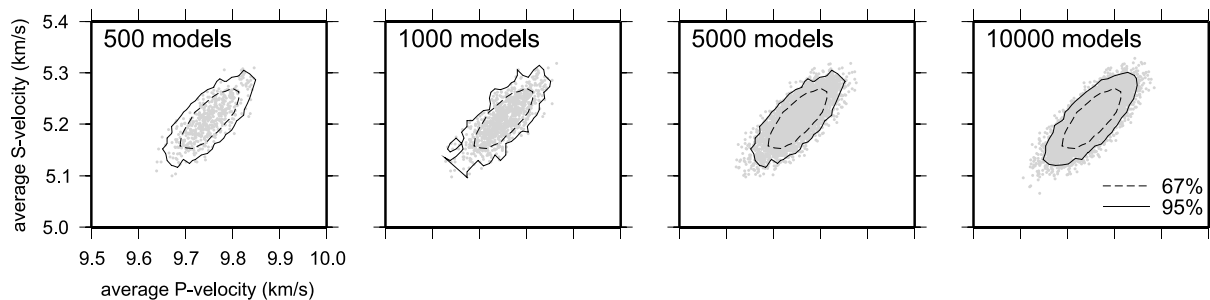 500 models
1000 models
5000 models
10000 models
average S-velocity (km/s)
5.4
5.3
5.2
5.1
5.0
67%
95%
9.5 9.6 9.7 9.8 9.9 10.0
average P-velocity (km/s)